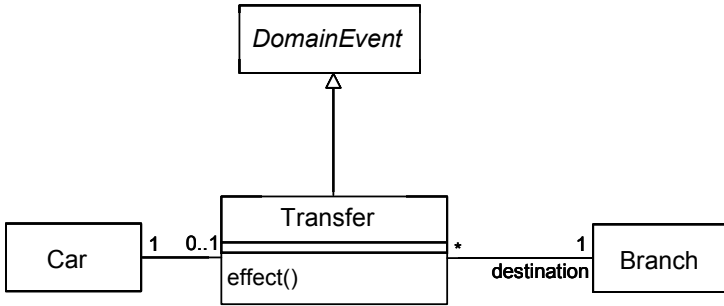 DomainEvent
Transfer
Car
1
0..1
effect()
*
1
destination
Branch